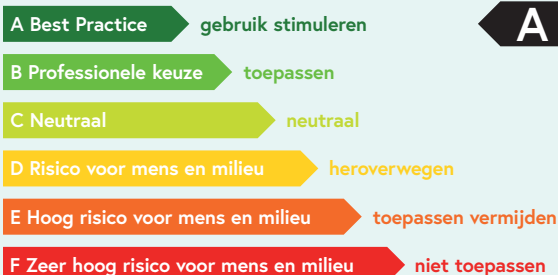 A Best Practice gebruik stimuleren A
B Professionele keuze toepassen
C Neutraal neutraal
D Risico voor mens en milieu heroverwegen
E Hoog risico voor mens en milieu toepassen vermijden
F Zeer hoog risico voor mens en milieu niet toepassen